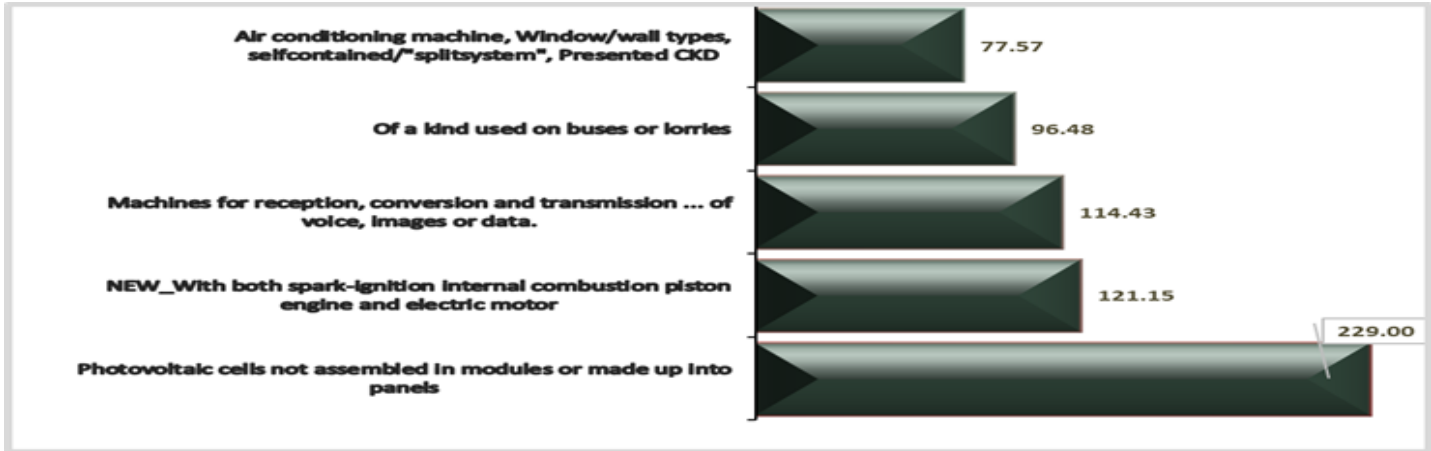 Air conditioning machine, Window/wall types,
selfcontained/"splitsystem", Presented CKD
77.57
Of a kind used on buses or lorries
96.48
Machines for reception, conversion and transmission ... of
voice, images or data.
114.43
NEW_With both spark-ignition internal combustion piston
engine and electric motor
121.15
229.00
Photovoltaic cells not assembled in modules or made up into
panels